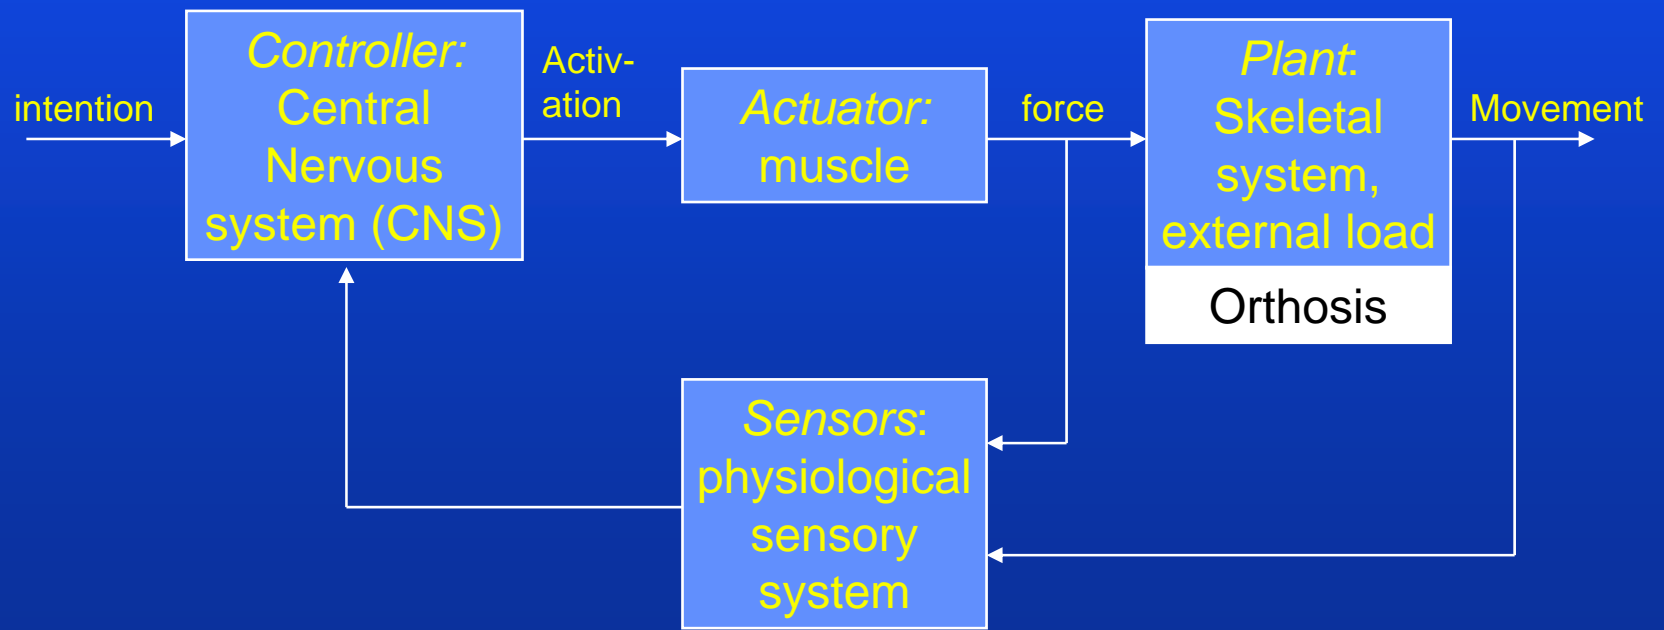 intention
Controller:
Central
Nervous
system (CNS)
Activ-
ation
Actuator:
muscle
force
Plant:
Skeletal
system,
external load
Orthosis
Movement
Sensors:
physiological
sensory
system